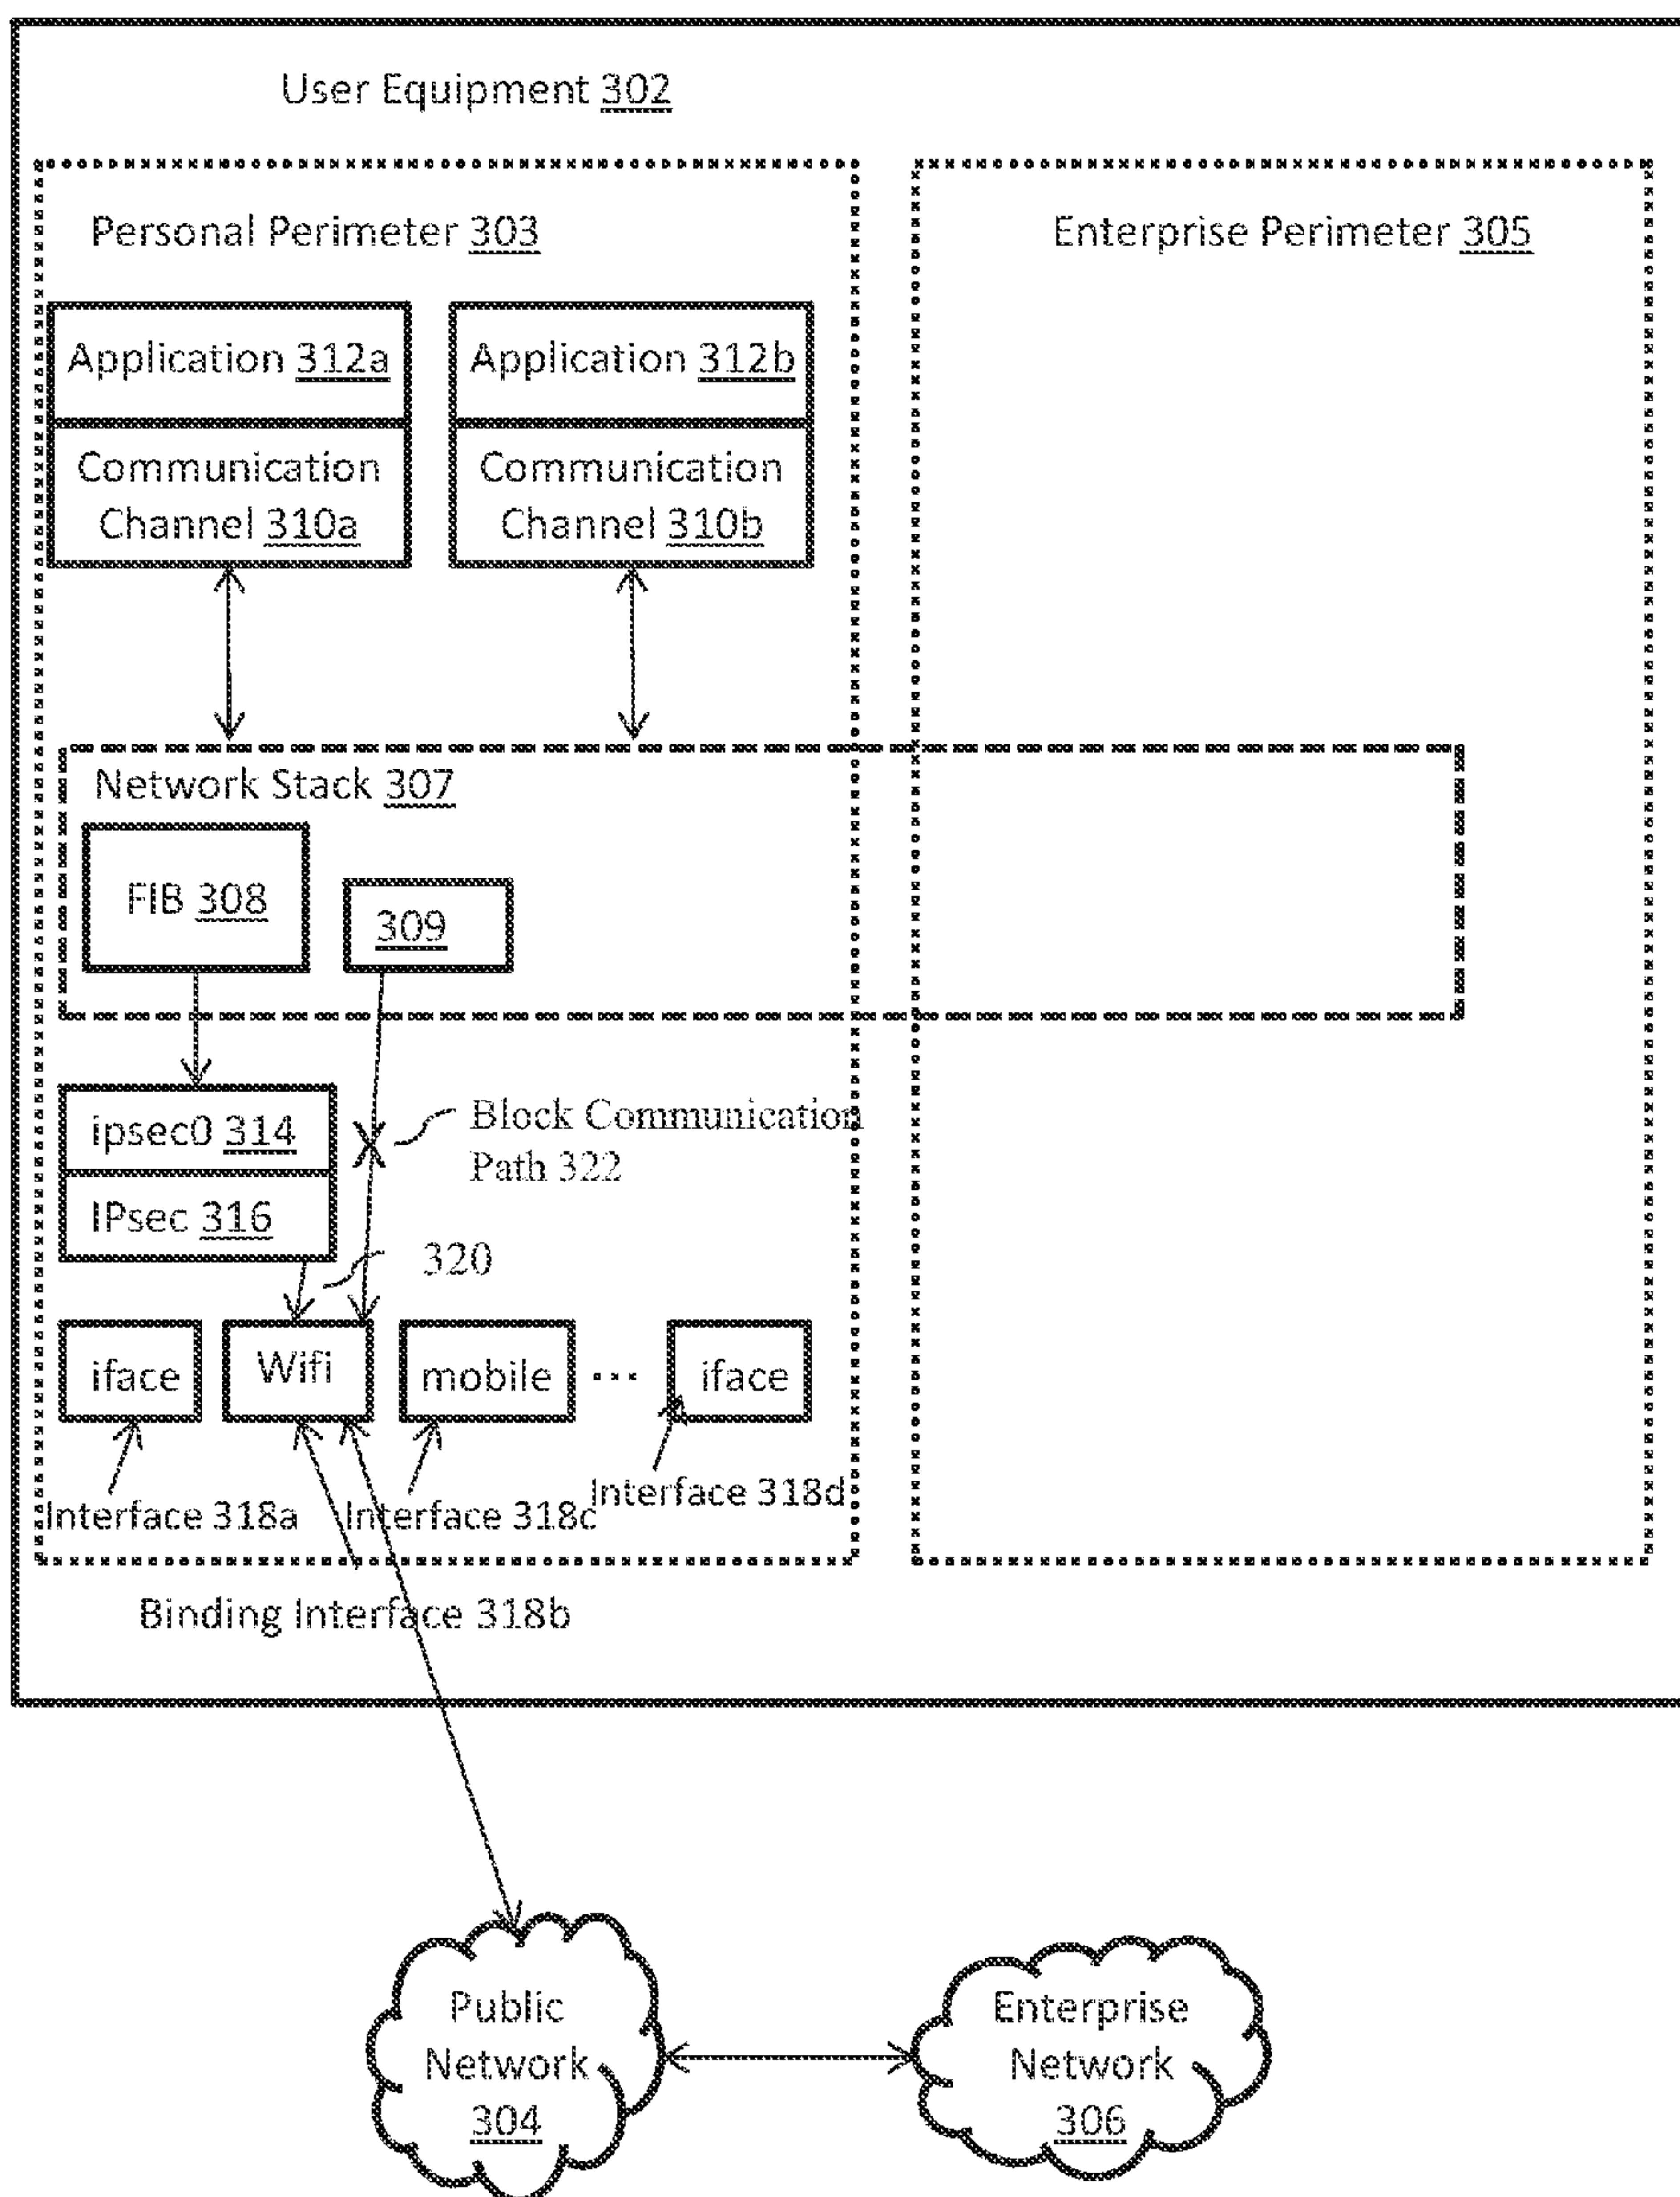 User Equipment 302
Personal Perimeter 303
Enterprise Perimeter 305
Application 312a
Application 312b
Communication
Channel 310a
Communication
Channel 310b
Network Stack 307
FIB 308
309
ipsec0 314
IPsec 316
Block Communication
Path 322
320
iface
Wifi
mobile
...
iface
Interface 318a
Interface 318c
Interface 318d
Binding Interface 318b
Public
Network
304
Enterprise
Network
306